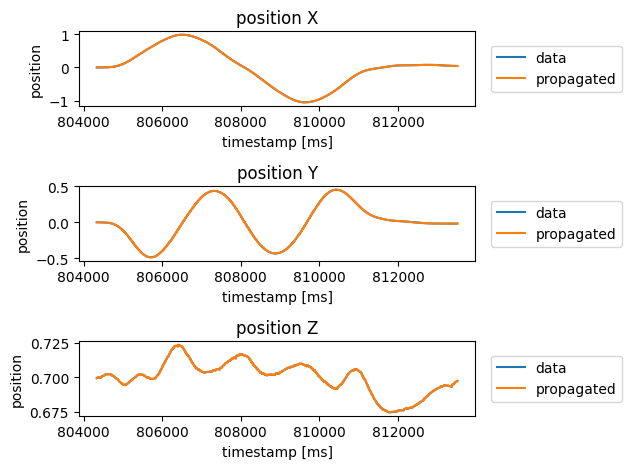 position X
1
0
−1
position
804000 806000 808000 810000 812000
timestamp [ms]
data
propagated
position Y
0.5
0.0
−0.5
position
804000 806000 808000 810000 812000
timestamp [ms]
data
propagated
position Z
0.725
0.700
0.675
position
804000 806000 808000 810000 812000
timestamp [ms]
data
propagated